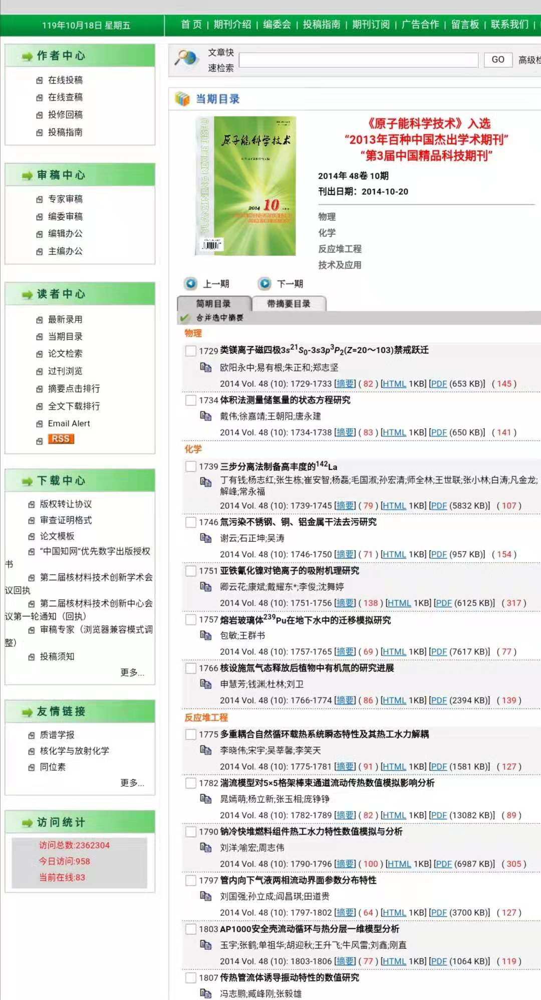 119年10月18日 星期五
首 页 | 期刊介绍 | 编委会 | 投稿指南 | 期刊订阅 | 广告合作 | 留言板 | 联系我们 |
作 者 中 心
在线投稿
在线查稿
投修回稿
投稿指南
审 稿 中 心
专家审稿
编委审稿
编辑办公
主编办公
读 者 中 心
最新录用
当期目录
论文检索
过刊浏览
摘要点击排行
全文下载排行
Email Alert
RSS
下 载 中 心
版权转让协议
审查证明格式
论文模板
“中国知网”优先数字出版授权
书
第二届核材料技术创新学术会
议回执
第二届核材料技术创新中心会
议第一轮通知（回执）
审稿专家（浏览器兼容模式调
整）
投稿须知
更多...
友 情 链 接
质谱学报
核化学与放射化学
同位素
更多...
访 问 统 计
访问总数:2362304
今日访问:958
当前在线:83
文章快
速检索
GO
高级检
当期目录
原子能科学技术
YUANZINENG KEXUE JISHU
2014 10
《原子能科学技术》入选
“2013年百种中国杰出学术期刊”
“第3届中国精品科技期刊”
2014年 48卷 10期
刊出日期：2014-10-20
物理
化学
反应堆工程
技术及应用
上一期 下一期
简明目录 带摘要目录
合并选中摘要
物理
1729 类镁离子磁四极3s²¹S₀-3s3p³P₂(Z=20～103)禁戒跃迁
欧阳永中;易有根;朱正和;郑志坚
2014 Vol. 48 (10): 1729-1733 [摘要] ( 82 ) [HTML 1KB] [PDF (653 KB)] ( 145 )
1734 体积法测量储氢量的状态方程研究
戴伟;徐嘉靖;王朝阳;唐永建
2014 Vol. 48 (10): 1734-1738 [摘要] ( 83 ) [HTML 1KB] [PDF (650 KB)] ( 141 )
化学
1739 三步分离法制备高丰度的¹⁴²La
丁有钱;杨志红;张生栋;崔安智;杨磊;毛国淑;孙宏清;师全林;王世联;张小林;白涛;凡金龙;
解峰;常永福
2014 Vol. 48 (10): 1739-1745 [摘要] ( 79 ) [HTML 1KB] [PDF (5832 KB)] ( 107 )
1746 氚污染不锈钢、铜、铝金属干法去污研究
谢云;石正坤;吴涛
2014 Vol. 48 (10): 1746-1750 [摘要] ( 71 ) [HTML 1KB] [PDF (957 KB)] ( 154 )
1751 亚铁氰化镍对铯离子的吸附机理研究
卿云花;康斌;戴耀东*;李俊;沈舞婷
2014 Vol. 48 (10): 1751-1756 [摘要] ( 138 ) [HTML 1KB] [PDF (6125 KB)] ( 317 )
1757 熔岩玻璃体²³⁹Pu在地下水中的迁移模拟研究
包敏;王群书
2014 Vol. 48 (10): 1757-1765 [摘要] ( 69 ) [HTML 1KB] [PDF (7617 KB)] ( 77 )
1766 核设施氚气态释放后植物中有机氚的研究进展
申慧芳;钱渊;杜林;刘卫
2014 Vol. 48 (10): 1766-1774 [摘要] ( 86 ) [HTML 1KB] [PDF (2394 KB)] ( 139 )
反应堆工程
1775 多重耦合自然循环载热系统瞬态特性及其热工水力解耦
李晓伟;宋宇;吴莘馨;李笑天
2014 Vol. 48 (10): 1775-1781 [摘要] ( 91 ) [HTML 1KB] [PDF (1581 KB)] ( 127 )
1782 湍流模型对5×5格架棒束通道流动传热数值模拟影响分析
晁嫣萌;杨立新;张玉相;庞铮铮
2014 Vol. 48 (10): 1782-1789 [摘要] ( 82 ) [HTML 1KB] [PDF (13082 KB)] ( 89 )
1790 钠冷快堆燃料组件热工水力特性数值模拟与分析
刘洋;喻宏;周志伟
2014 Vol. 48 (10): 1790-1796 [摘要] ( 100 ) [HTML 1KB] [PDF (6987 KB)] ( 305 )
1797 管内向下气液两相流动界面参数分布特性
刘国强;孙立成;阎昌琪;田道贵
2014 Vol. 48 (10): 1797-1802 [摘要] ( 64 ) [HTML 1KB] [PDF (3700 KB)] ( 127 )
1803 AP1000安全壳流动循环与热分层一维模型分析
玉宇;张鹤;单祖华;胡迎秋;王升飞;牛风雷;刘鑫;刚直
2014 Vol. 48 (10): 1803-1806 [摘要] ( 77 ) [HTML 1KB] [PDF (1064 KB)] ( 119 )
1807 传热管流体诱导振动特性的数值研究
冯志鹏;臧峰刚;张毅雄